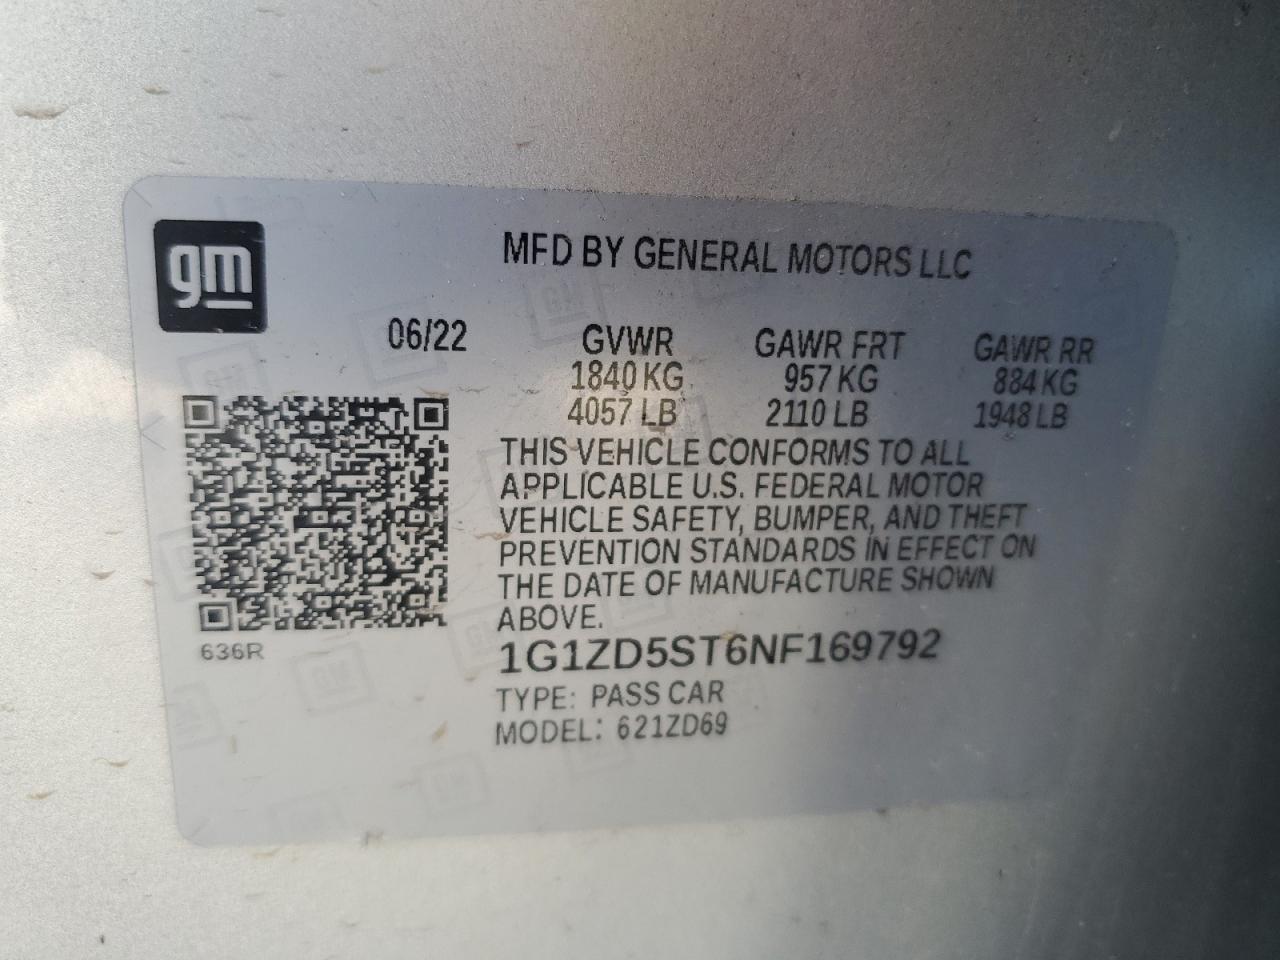 gm
MFD BY GENERAL MOTORS LLC
06/22 GVWR GAWR FRT GAWR RR
1840 KG 957 KG 884 KG
4057 LB 2110 LB 1948 LB
THIS VEHICLE CONFORMS TO ALL
APPLICABLE U.S. FEDERAL MOTOR
VEHICLE SAFETY, BUMPER, AND THEFT
PREVENTION STANDARDS IN EFFECT ON
THE DATE OF MANUFACTURE SHOWN
ABOVE.
636R
1G1ZD5ST6NF169792
TYPE: PASS CAR
MODEL: 621ZD69